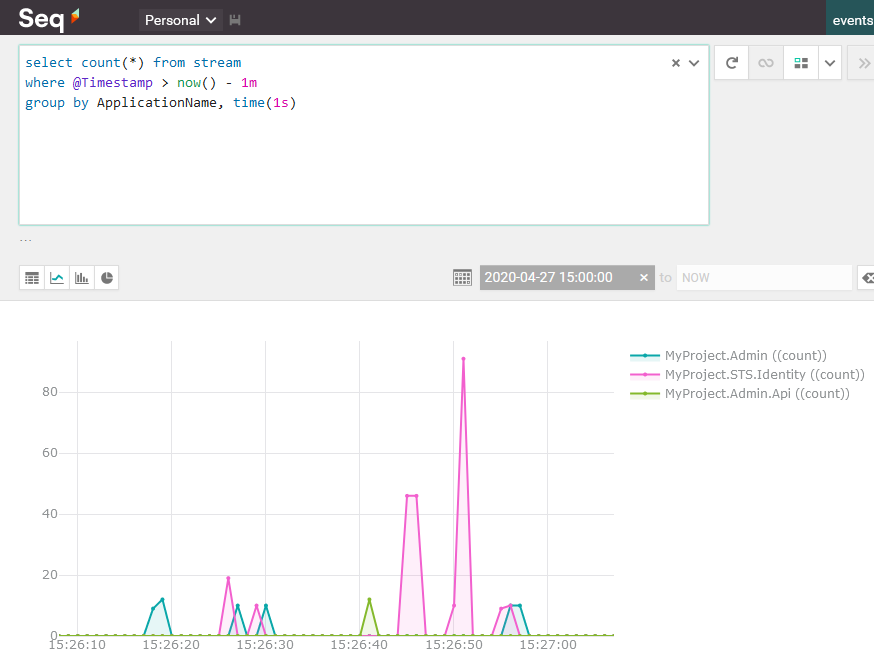 Seq
Personal
events
select count(*) from stream
where @Timestamp > now() - 1m
group by ApplicationName, time(1s)
...
2020-04-27 15:00:00 × to NOW
MyProject.Admin ((count))
MyProject.STS.Identity ((count))
MyProject.Admin.Api ((count))
80
60
40
20
0
15:26:10 15:26:20 15:26:30 15:26:40 15:26:50 15:27:00